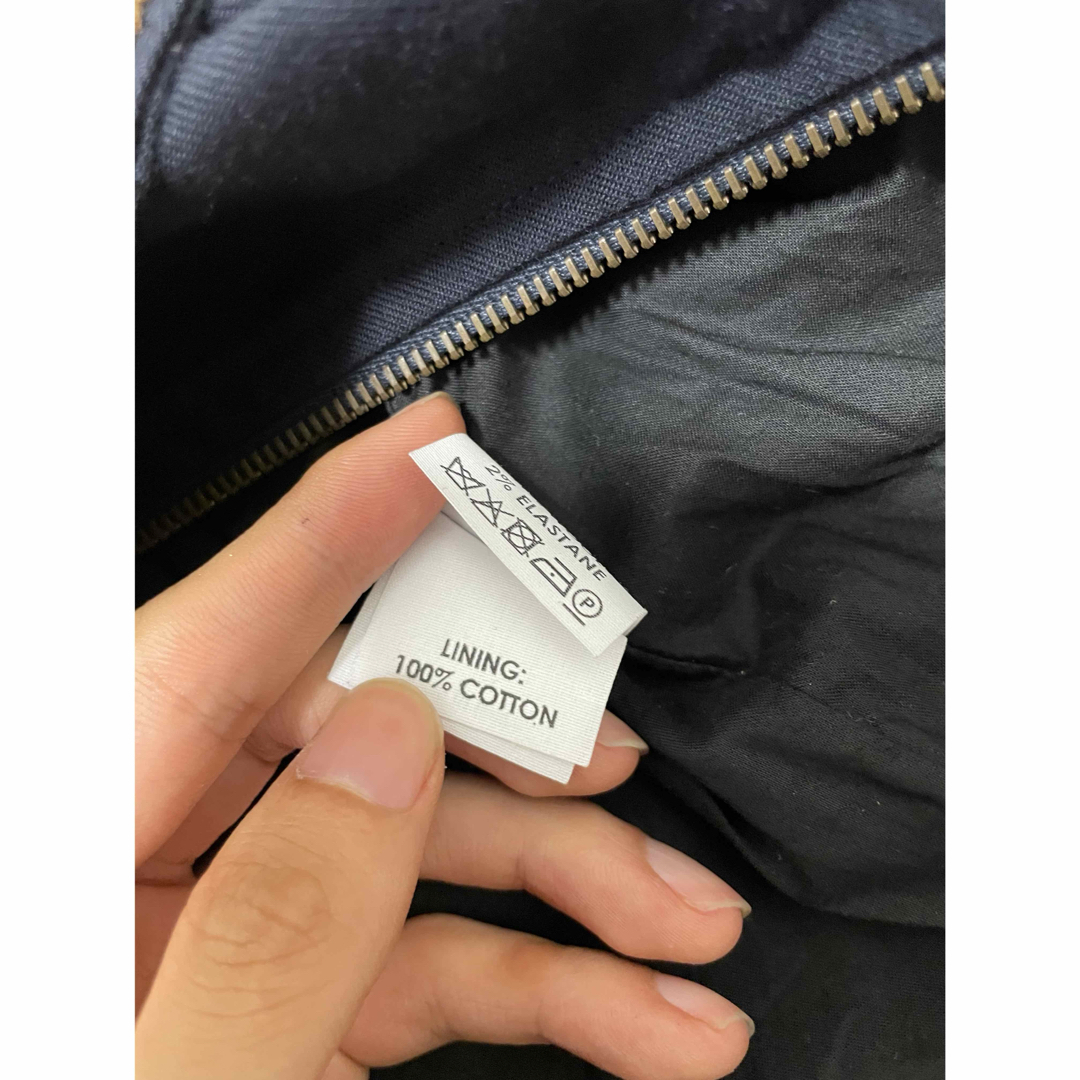 2% ELASTANE
P
LINING:
100% COTTON